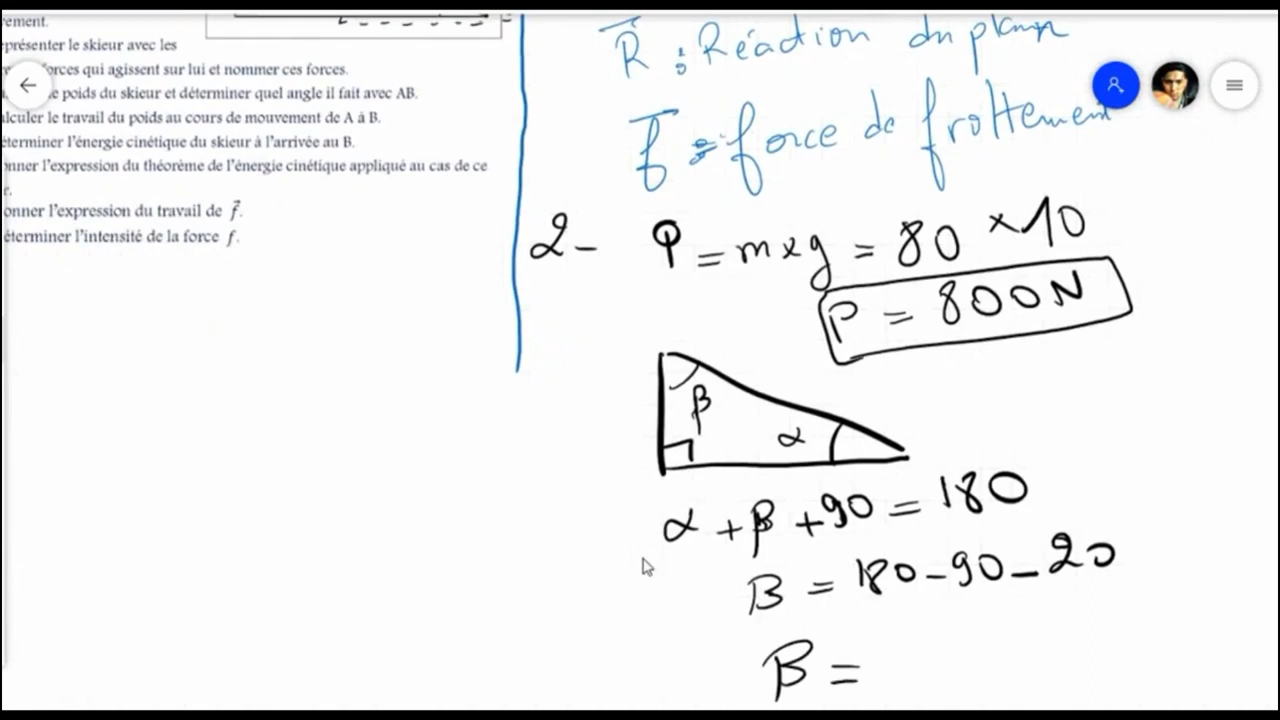 ement.
présenter le skieur avec les
orces qui agissent sur lui et nommer ces forces.
e poids du skieur et déterminer quel angle il fait avec AB.
lculer le travail du poids au cours de mouvement de A à B.
éterminer l'énergie cinétique du skieur à l'arrivée au B.
onner l'expression du théorème de l'énergie cinétique appliqué au cas de ce
r.
onner l'expression du travail de f⃗.
éterminer l'intensité de la force f.
R⃗ : Réaction du plan
f⃗ : force de frottement
2- P = m x g = 80 x 10
P = 800N
β
α
α + β + 90 = 180
B = 180 - 90 - 20
B =